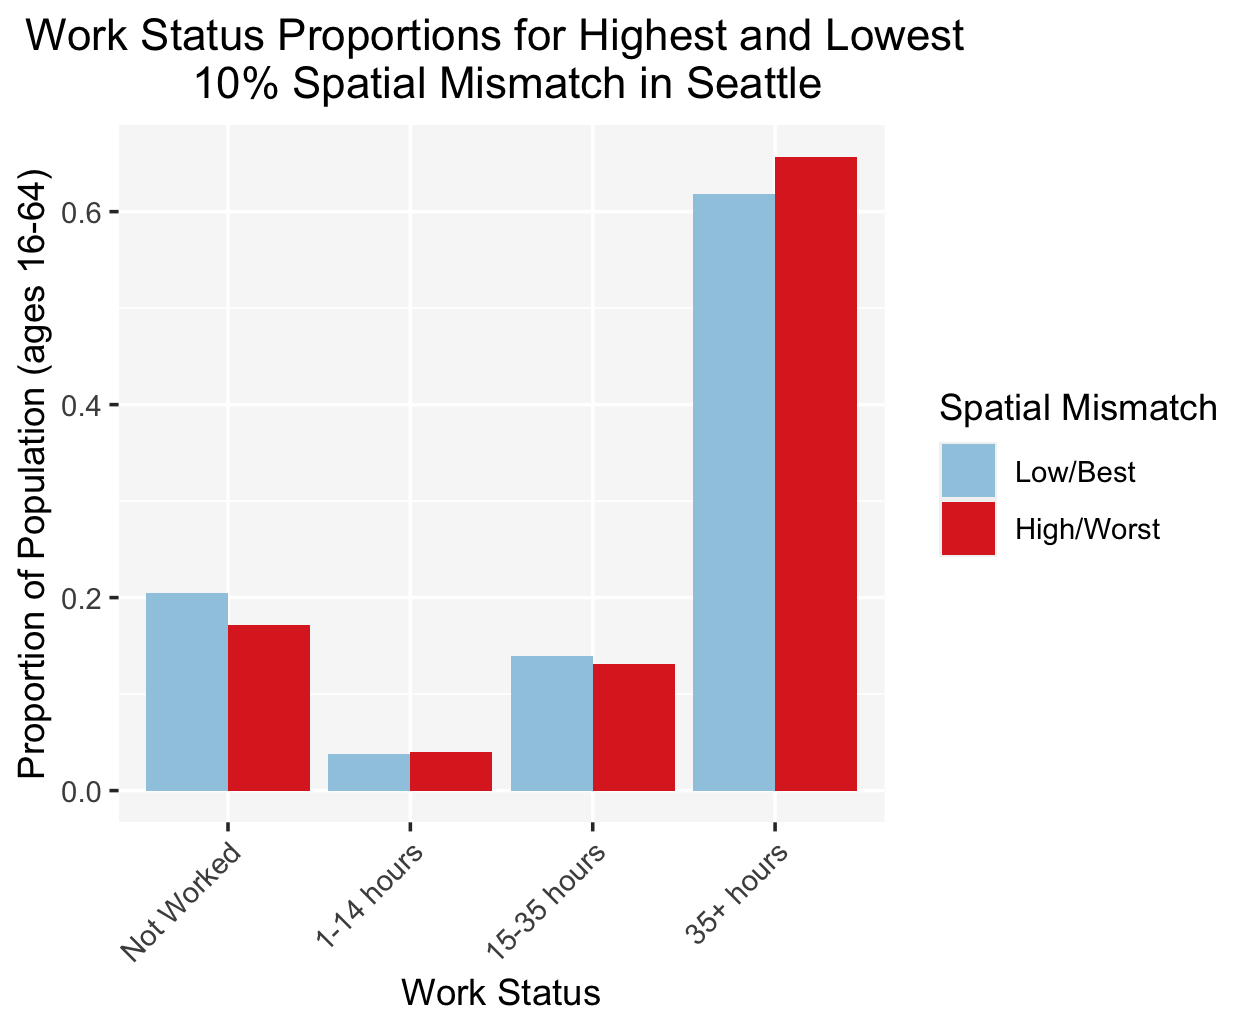 Work Status Proportions for Highest and Lowest
10% Spatial Mismatch in Seattle
Proportion of Population (ages 16-64)
0.6
0.4
0.2
0.0
Not Worked
1-14 hours
15-35 hours
35+ hours
Work Status
Spatial Mismatch
Low/Best
High/Worst